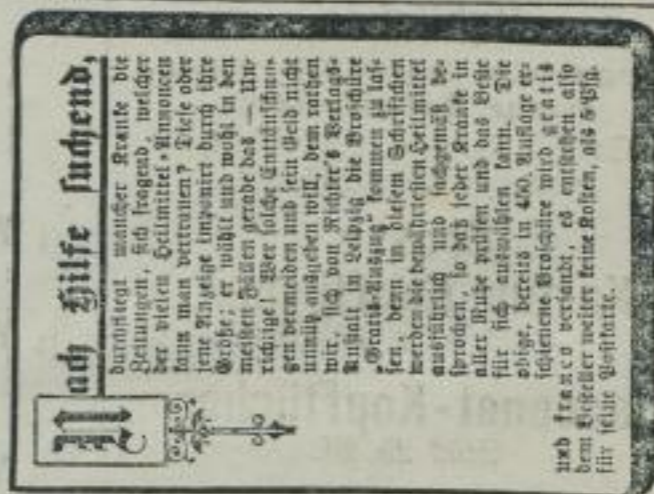 Nach Hilfe suchend,
durchfliegt mancher Kranke die
Zeitungen, sich fragend, welcher
der vielen Heilmittel-Annoncen
kann man vertrauen? Diese oder
jene Anzeige imponirt durch ihre
Größe; er wählt und wohl in den
meisten Fällen gerade das — Un-
richtige! Wer solche Enttäuschun-
gen vermeiden und sein Geld nicht
unnütz ausgeben will, dem rathen
wir, sich von Richter's Verlags-
Anstalt in Leipzig die Broschüre
„Gratis-Auszug“ kommen zu las-
sen, denn in diesem Schriftchen
werden die bewährtesten Heilmittel
ausführlich und sachgemäß be-
sprochen, so daß jeder Kranke in
aller Ruhe prüfen und das Beste
für sich auswählen kann. Die
obige, bereits in 400. Auflage er-
schienene Broschüre wird gratis
und franco versandt, es entstehen also
dem Besteller weiter keine Kosten, als 5 Pfg.
für seine Postkarte.